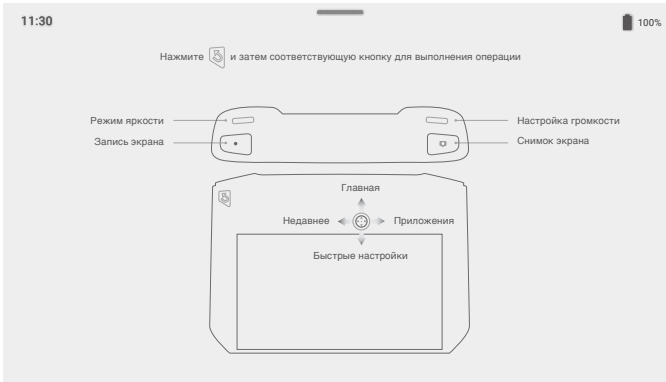 11:30
100%
Нажмите и затем соответствующую кнопку для выполнения операции
Режим яркости
Настройка громкости
Запись экрана
Снимок экрана
Главная
Недавнее
Приложения
Быстрые настройки